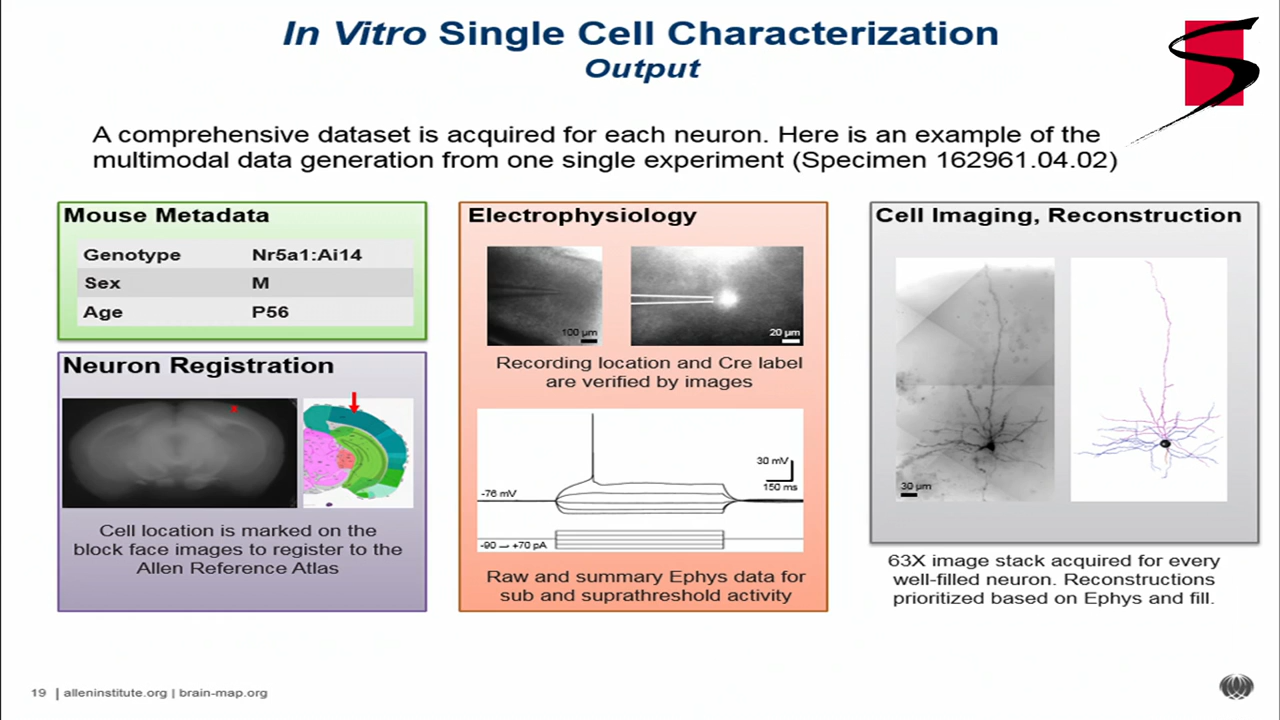 In Vitro Single Cell Characterization
Output
A comprehensive dataset is acquired for each neuron. Here is an example of the
multimodal data generation from one single experiment (Specimen 162961.04.02)
Mouse Metadata
Genotype Nr5a1:Ai14
Sex M
Age P56
Neuron Registration
Cell location is marked on the
block face images to register to the
Allen Reference Atlas
Electrophysiology
100 µm
20 µm
Recording location and Cre label
are verified by images
30 mV
150 ms
-76 mV
-90 → +70 pA
Raw and summary Ephys data for
sub and suprathreshold activity
Cell Imaging, Reconstruction
30 µm
63X image stack acquired for every
well-filled neuron. Reconstructions
prioritized based on Ephys and fill.
19 | alleninstitute.org | brain-map.org